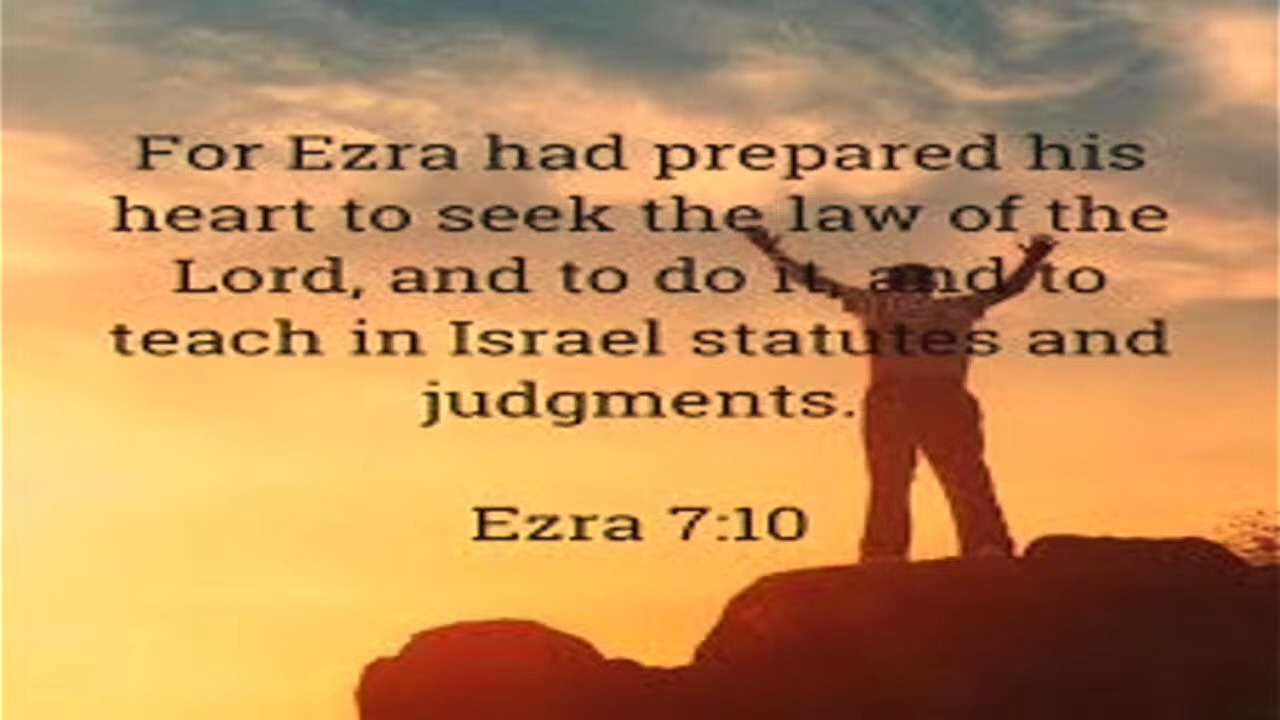 For Ezra had prepared his
heart to seek the law of the
Lord, and to do it, and to
teach in Israel statutes and
judgments.
Ezra 7:10